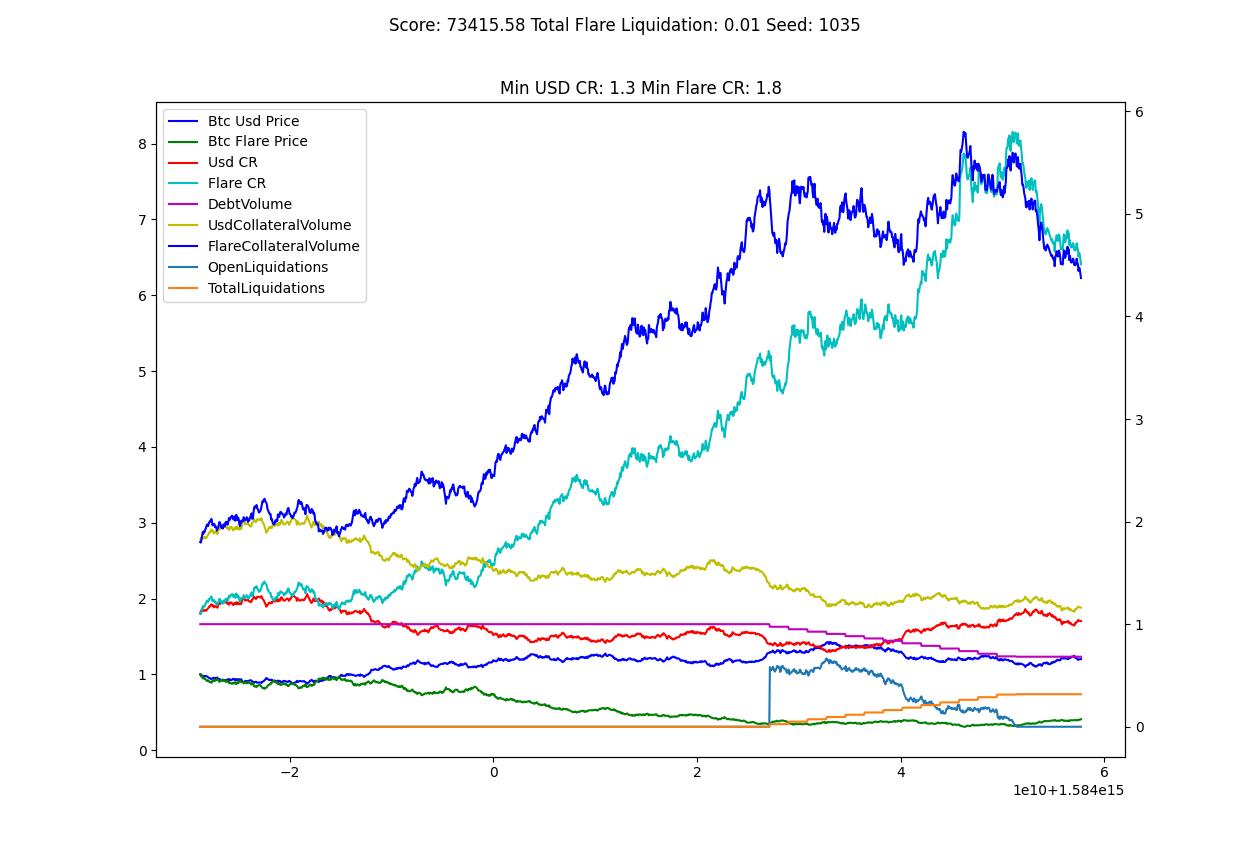 Score: 73415.58 Total Flare Liquidation: 0.01 Seed: 1035
Min USD CR: 1.3 Min Flare CR: 1.8
Btc Usd Price
Btc Flare Price
Usd CR
Flare CR
DebtVolume
UsdCollateralVolume
FlareCollateralVolume
OpenLiquidations
TotalLiquidations
8
7
6
5
4
3
2
1
0
6
5
4
3
2
1
0
−2
0
2
4
6
1e10+1.584e15